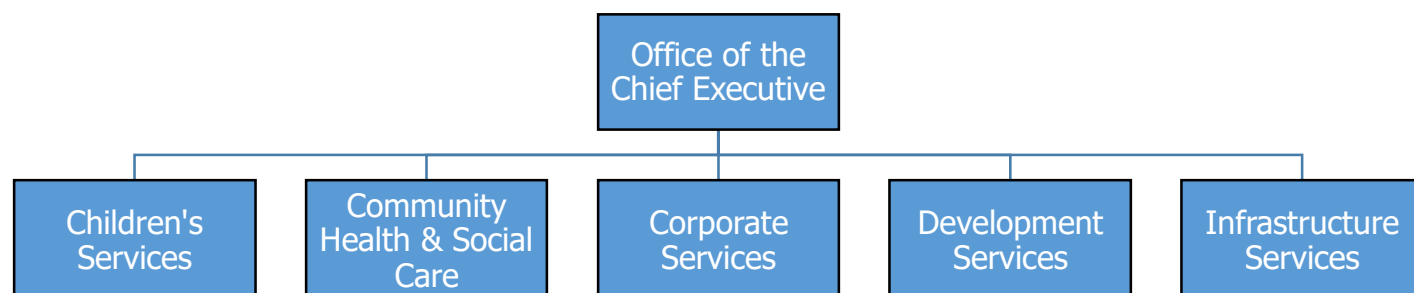 Office of the
Chief Executive
Children's
Services
Community
Health & Social
Care
Corporate
Services
Development
Services
Infrastructure
Services